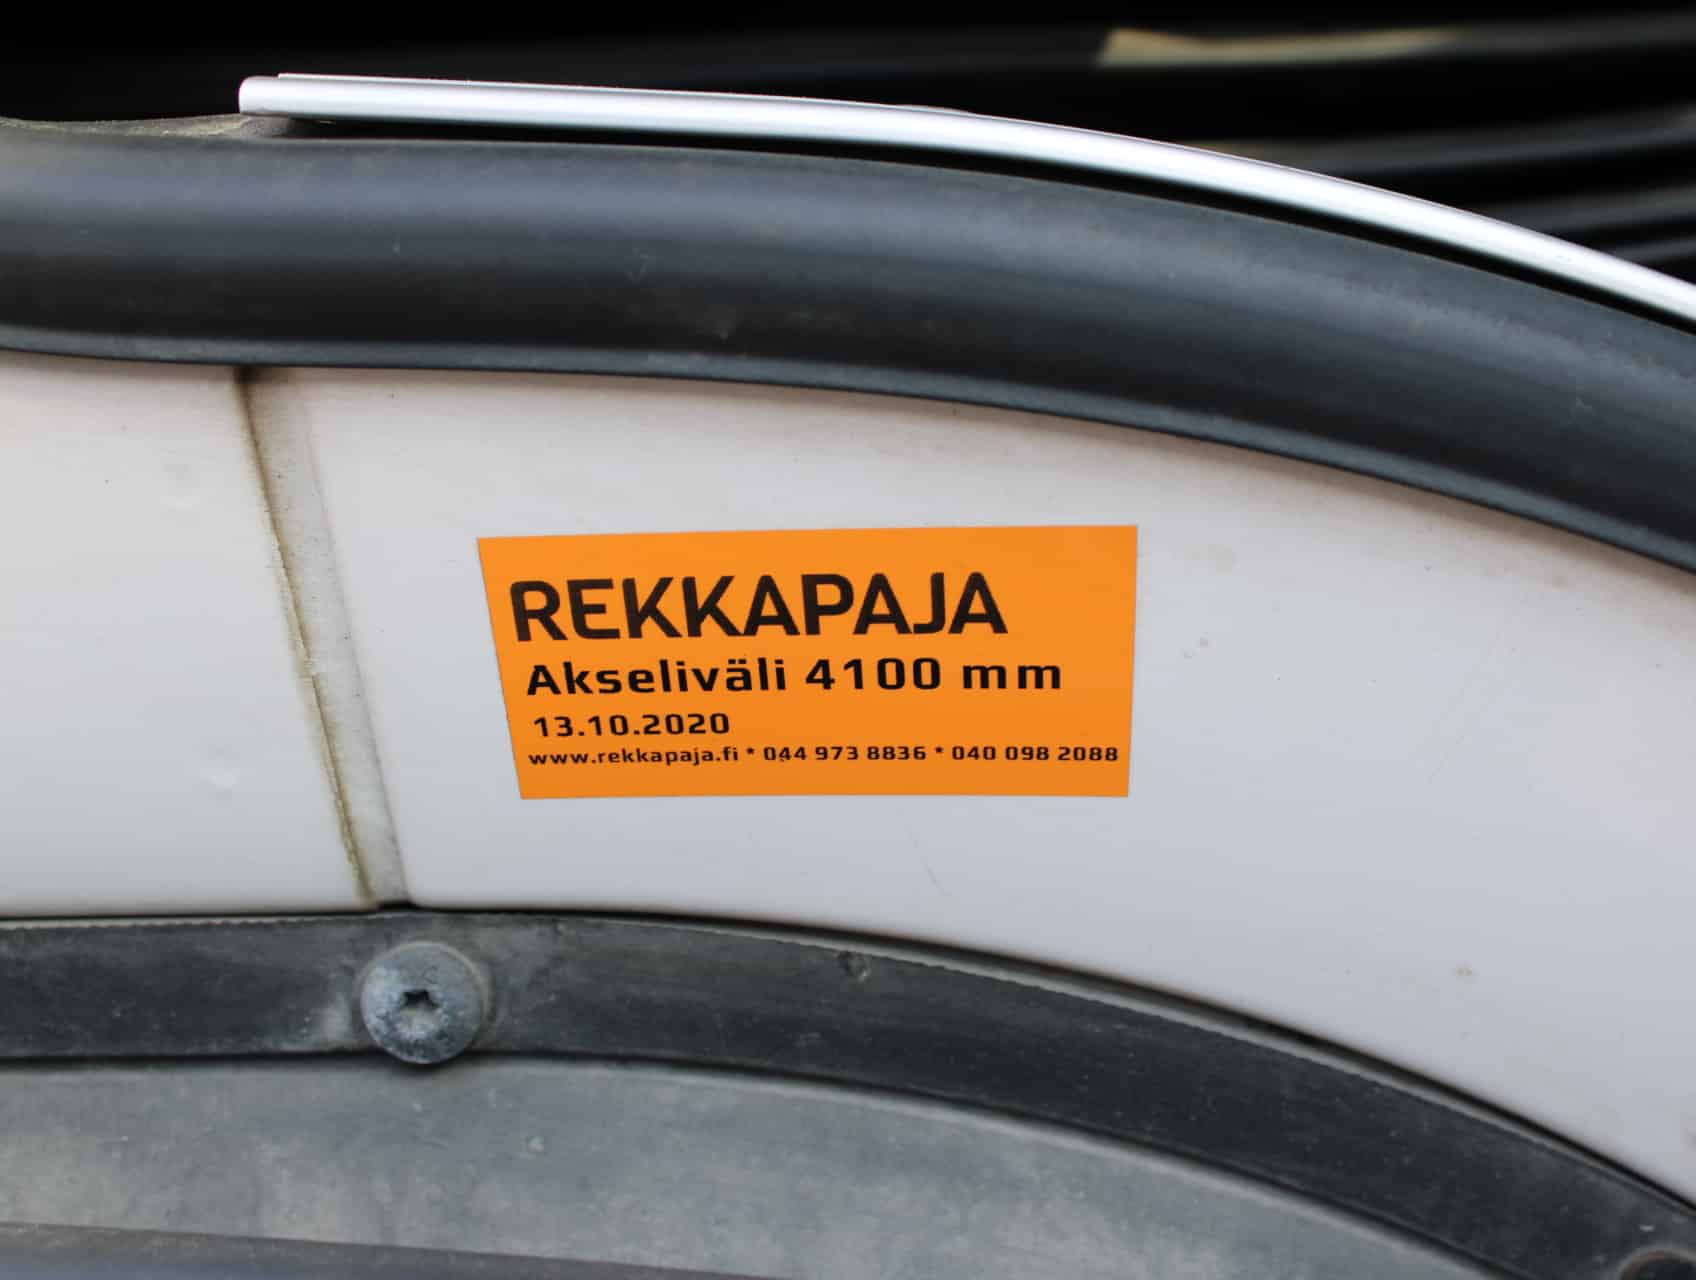 REKKAPAJA
Akseliväli 4100 mm
13.10.2020
www.rekkapaja.fi * 044 973 8836 * 040 098 2088